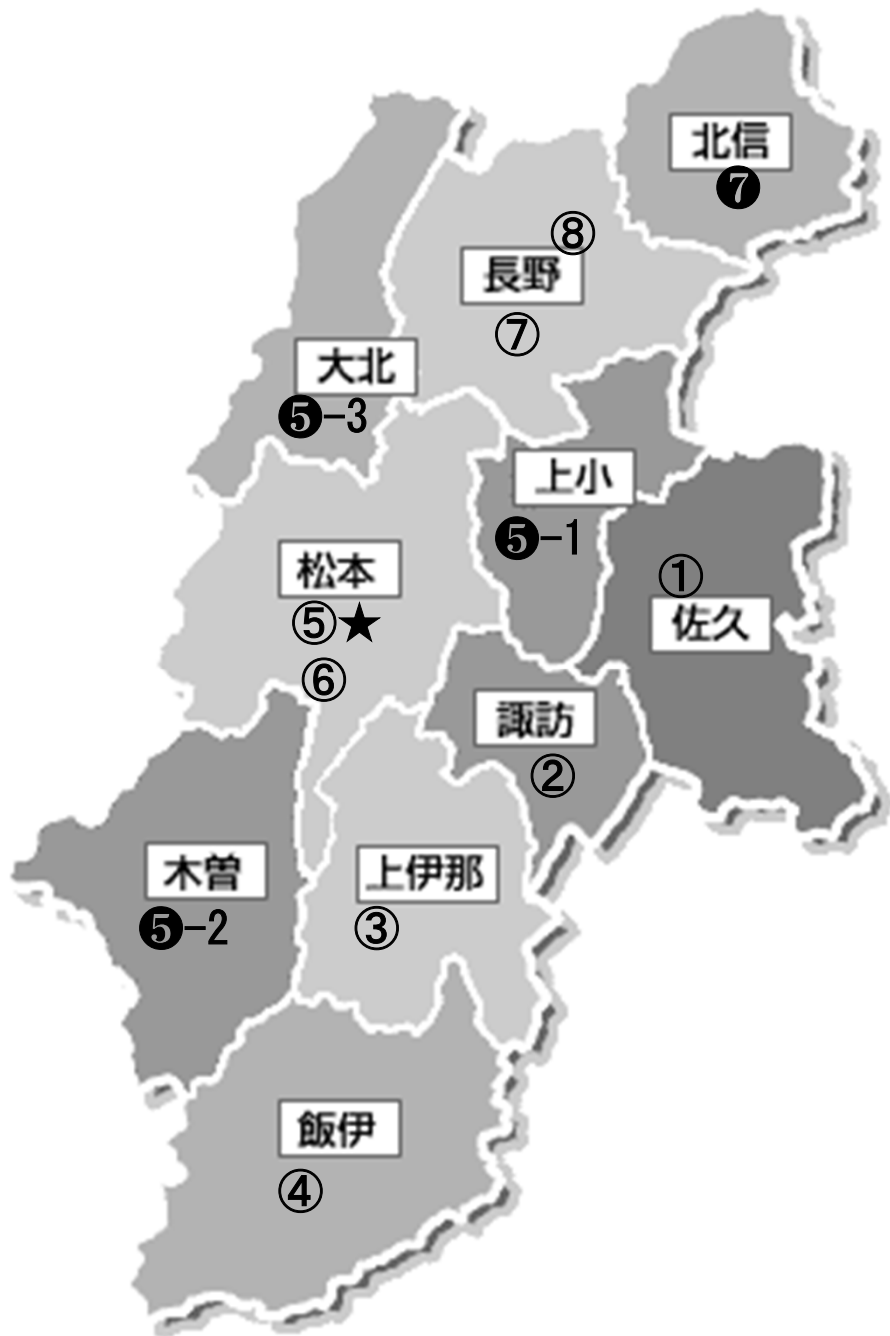 北信
❼
⑧
長野
⑦
大北
❺-3
上小
❺-1
松本
⑤★
⑥
①
佐久
諏訪
②
木曽
❺-2
上伊那
③
飯伊
④